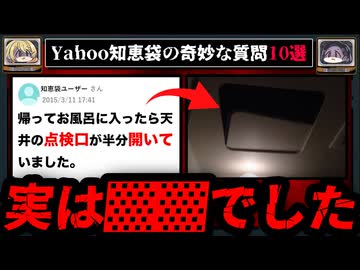 Yahoo知恵袋の奇妙な質問10選
知恵袋ユーザー さん
2015/3/11 17:41
帰ってお風呂に入ったら天
井の点検口が半分開いて
いました。
実は でした